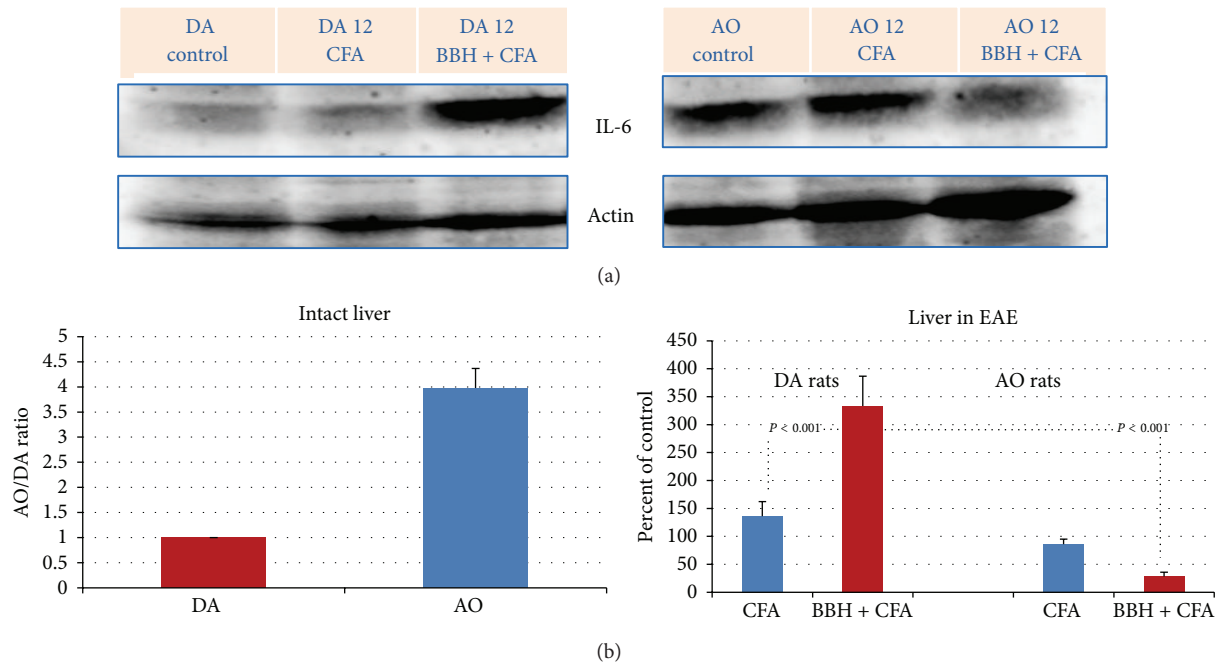 DA
control
DA 12
CFA
DA 12
BBH + CFA
AO
control
AO 12
CFA
AO 12
BBH + CFA
IL-6
Actin
(a)
Intact liver
5
4.5
4
3.5
3
2.5
2
1.5
1
0.5
0
AO/DA ratio
DA
AO
Liver in EAE
450
400
350
300
250
200
150
100
50
0
Percent of control
DA rats
AO rats
P < 0.001
P < 0.001
CFA
BBH + CFA
CFA
BBH + CFA
(b)